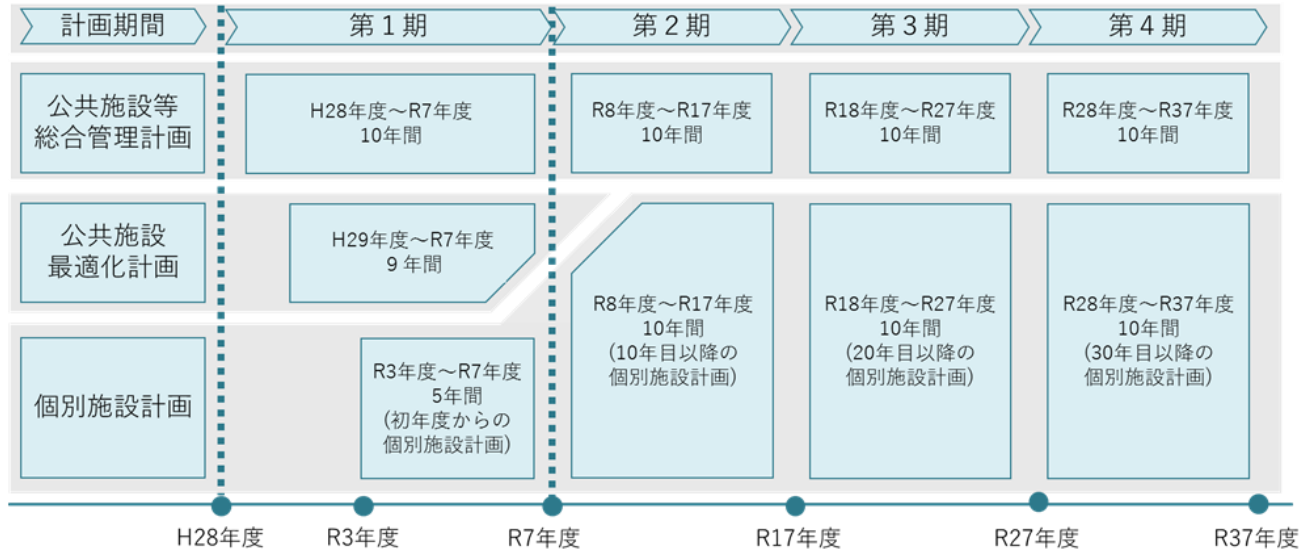 計画期間
第１期
第２期
第３期
第４期
公共施設等
総合管理計画
H28年度～R7年度
10年間
R8年度～R17年度
10年間
R18年度～R27年度
10年間
R28年度～R37年度
10年間
公共施設
最適化計画
H29年度～R7年度
９年間
個別施設計画
R3年度～R7年度
5年間
(初年度からの
個別施設計画)
R8年度～R17年度
10年間
(10年目以降の
個別施設計画)
R18年度～R27年度
10年間
(20年目以降の
個別施設計画)
R28年度～R37年度
10年間
(30年目以降の
個別施設計画)
H28年度
R3年度
R7年度
R17年度
R27年度
R37年度